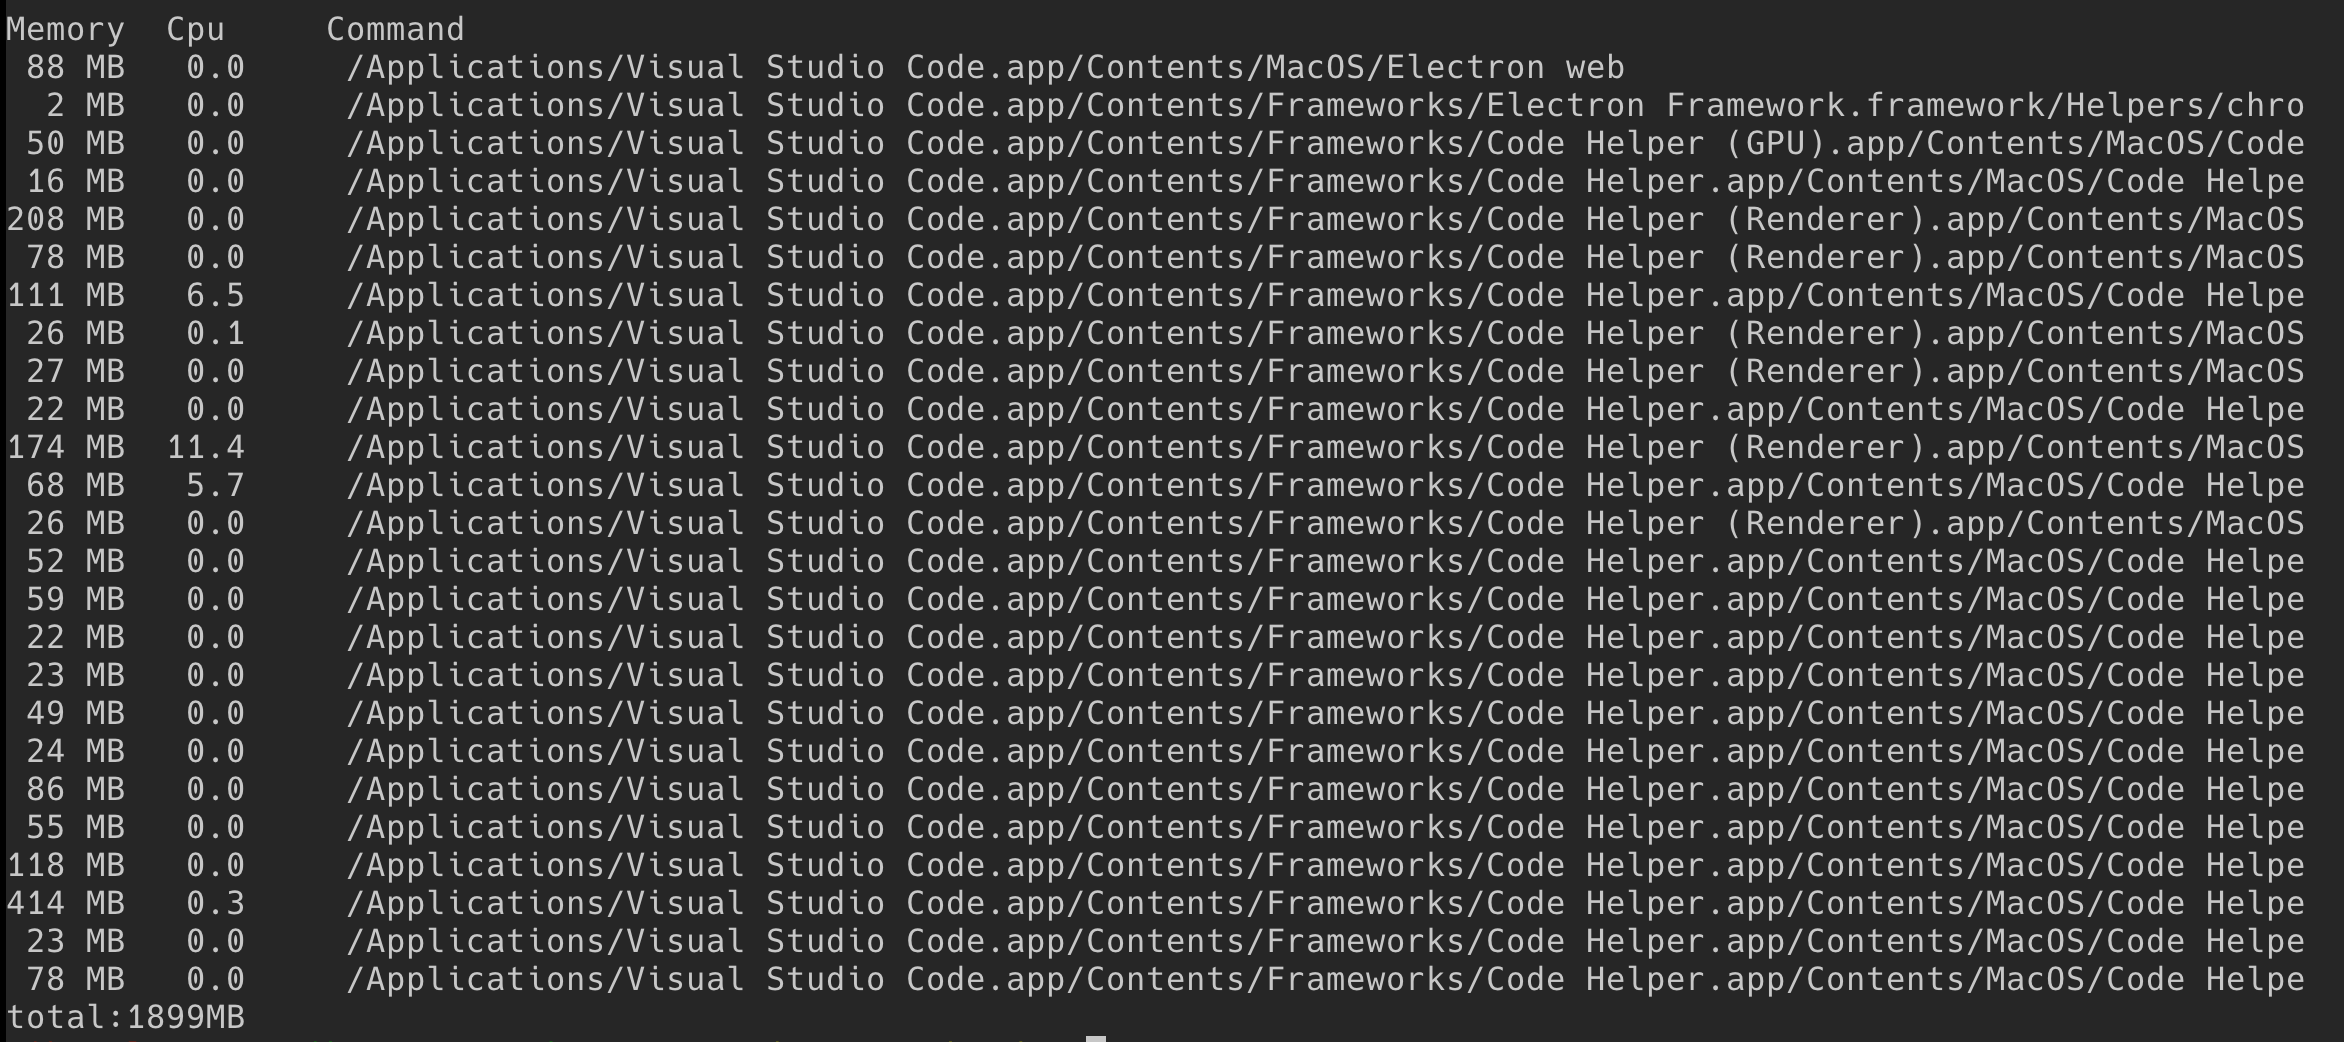 Memory  Cpu     Command
 88 MB   0.0     /Applications/Visual Studio Code.app/Contents/MacOS/Electron web
  2 MB   0.0     /Applications/Visual Studio Code.app/Contents/Frameworks/Electron Framework.framework/Helpers/chro
 50 MB   0.0     /Applications/Visual Studio Code.app/Contents/Frameworks/Code Helper (GPU).app/Contents/MacOS/Code
 16 MB   0.0     /Applications/Visual Studio Code.app/Contents/Frameworks/Code Helper.app/Contents/MacOS/Code Helpe
208 MB   0.0     /Applications/Visual Studio Code.app/Contents/Frameworks/Code Helper (Renderer).app/Contents/MacOS
 78 MB   0.0     /Applications/Visual Studio Code.app/Contents/Frameworks/Code Helper (Renderer).app/Contents/MacOS
111 MB   6.5     /Applications/Visual Studio Code.app/Contents/Frameworks/Code Helper.app/Contents/MacOS/Code Helpe
 26 MB   0.1     /Applications/Visual Studio Code.app/Contents/Frameworks/Code Helper (Renderer).app/Contents/MacOS
 27 MB   0.0     /Applications/Visual Studio Code.app/Contents/Frameworks/Code Helper (Renderer).app/Contents/MacOS
 22 MB   0.0     /Applications/Visual Studio Code.app/Contents/Frameworks/Code Helper.app/Contents/MacOS/Code Helpe
174 MB  11.4     /Applications/Visual Studio Code.app/Contents/Frameworks/Code Helper (Renderer).app/Contents/MacOS
 68 MB   5.7     /Applications/Visual Studio Code.app/Contents/Frameworks/Code Helper.app/Contents/MacOS/Code Helpe
 26 MB   0.0     /Applications/Visual Studio Code.app/Contents/Frameworks/Code Helper (Renderer).app/Contents/MacOS
 52 MB   0.0     /Applications/Visual Studio Code.app/Contents/Frameworks/Code Helper.app/Contents/MacOS/Code Helpe
 59 MB   0.0     /Applications/Visual Studio Code.app/Contents/Frameworks/Code Helper.app/Contents/MacOS/Code Helpe
 22 MB   0.0     /Applications/Visual Studio Code.app/Contents/Frameworks/Code Helper.app/Contents/MacOS/Code Helpe
 23 MB   0.0     /Applications/Visual Studio Code.app/Contents/Frameworks/Code Helper.app/Contents/MacOS/Code Helpe
 49 MB   0.0     /Applications/Visual Studio Code.app/Contents/Frameworks/Code Helper.app/Contents/MacOS/Code Helpe
 24 MB   0.0     /Applications/Visual Studio Code.app/Contents/Frameworks/Code Helper.app/Contents/MacOS/Code Helpe
 86 MB   0.0     /Applications/Visual Studio Code.app/Contents/Frameworks/Code Helper.app/Contents/MacOS/Code Helpe
 55 MB   0.0     /Applications/Visual Studio Code.app/Contents/Frameworks/Code Helper.app/Contents/MacOS/Code Helpe
118 MB   0.0     /Applications/Visual Studio Code.app/Contents/Frameworks/Code Helper.app/Contents/MacOS/Code Helpe
414 MB   0.3     /Applications/Visual Studio Code.app/Contents/Frameworks/Code Helper.app/Contents/MacOS/Code Helpe
 23 MB   0.0     /Applications/Visual Studio Code.app/Contents/Frameworks/Code Helper.app/Contents/MacOS/Code Helpe
 78 MB   0.0     /Applications/Visual Studio Code.app/Contents/Frameworks/Code Helper.app/Contents/MacOS/Code Helpe
total:1899MB